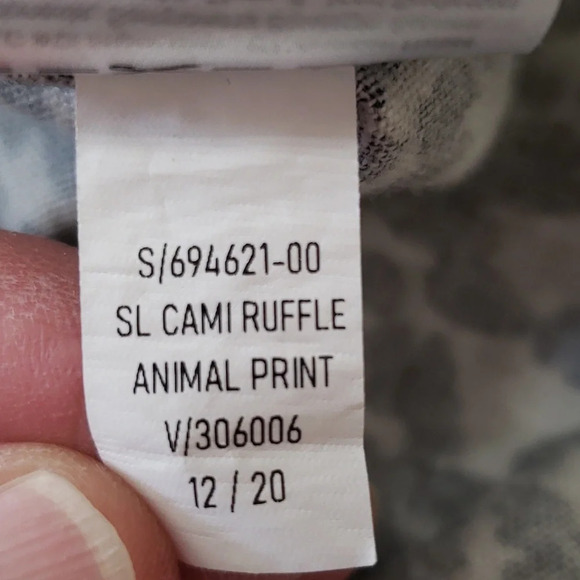 S/694621-00
SL CAMI RUFFLE
ANIMAL PRINT
V/306006
12 / 20